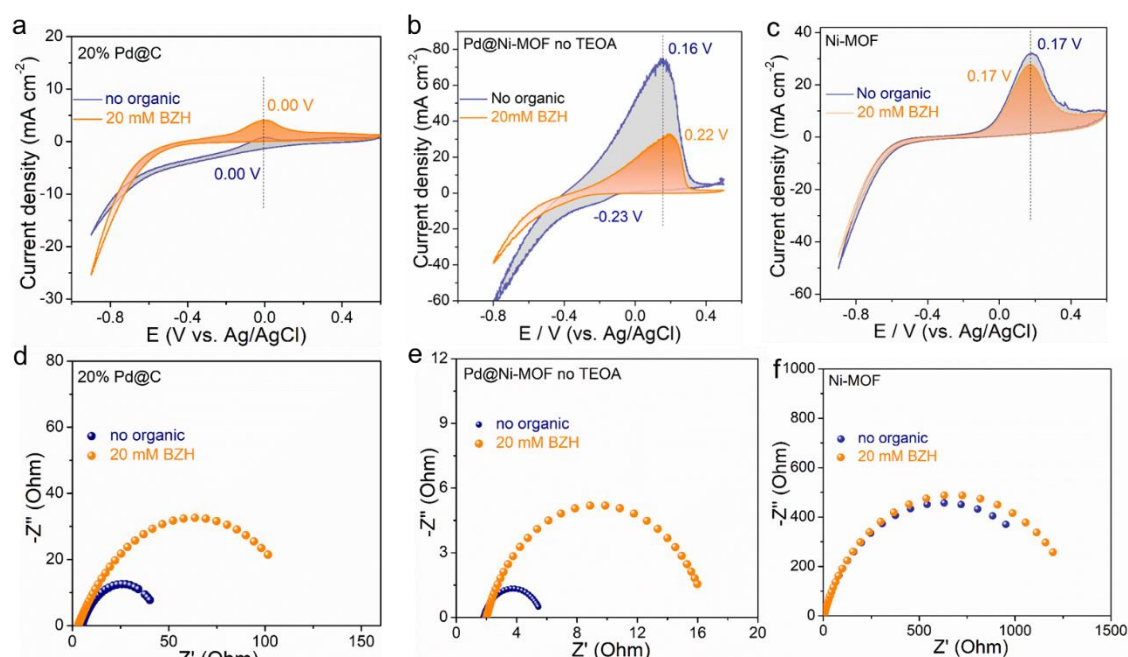 a
20% Pd@C
no organic
20 mM BZH
0.00 V
0.00 V
Current density (mA cm⁻²)
20
10
0
-10
-20
-30
-0.8
-0.4
0.0
0.4
E (V vs. Ag/AgCl)
b
Pd@Ni-MOF no TEOA
No organic
20mM BZH
0.16 V
0.22 V
-0.23 V
Current density (mA cm⁻²)
80
60
40
20
0
-20
-40
-60
-0.8
-0.4
0.0
0.4
E / V (vs. Ag/AgCl)
c
Ni-MOF
No organic
20 mM BZH
0.17 V
0.17 V
Current density (mA cm⁻²)
60
40
20
0
-20
-40
-60
-0.8
-0.4
0.0
0.4
E / V (vs. Ag/AgCl)
d
20% Pd@C
no organic
20 mM BZH
-Z'' (Ohm)
80
60
40
20
0
0
50
100
150
Z' (Ohm)
e
Pd@Ni-MOF no TEOA
no organic
20 mM BZH
-Z'' (Ohm)
12
9
6
3
0
0
4
8
12
16
20
Z' (Ohm)
f
Ni-MOF
no organic
20 mM BZH
-Z'' (Ohm)
1000
800
600
400
200
0
0
250
500
750
1000
1250
1500
Z' (Ohm)